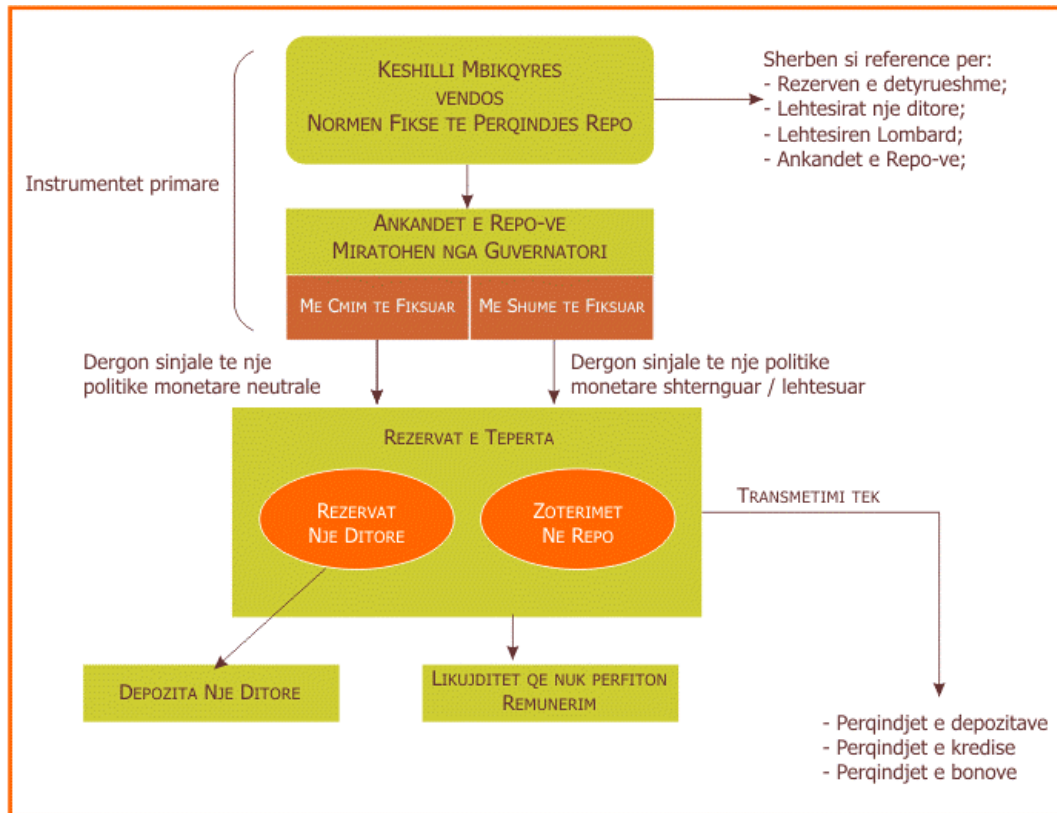 KESHILLI MBIKQYRES
VENDOS
NORMEN FIKSE TE PERQINDJES REPO
Sherben si reference per:
- Rezerven e detyrueshme;
- Lehtesirat nje ditore;
- Lehtesiren Lombard;
- Ankandet e Repo-ve;
Instrumentet primare
ANKANDET E REPO-VE
MIRATOHEN NGA GUVERNATORI
ME CMIM TE FIKSUAR
ME SHUME TE FIKSUAR
Dergon sinjale te nje
politike monetare neutrale
Dergon sinjale te nje politike
monetare shternguar / lehtesuar
REZERVAT E TEPERTA
REZERVAT
NJE DITORE
ZOTERIMET
NE REPO
TRANSMETIMI TEK
DEPOZITA NJE DITORE
LIKUJDITET QE NUK PERFITON
REMUNERIM
- Perqindjet e depozitave
- Perqindjet e kredise
- Perqindjet e bonove